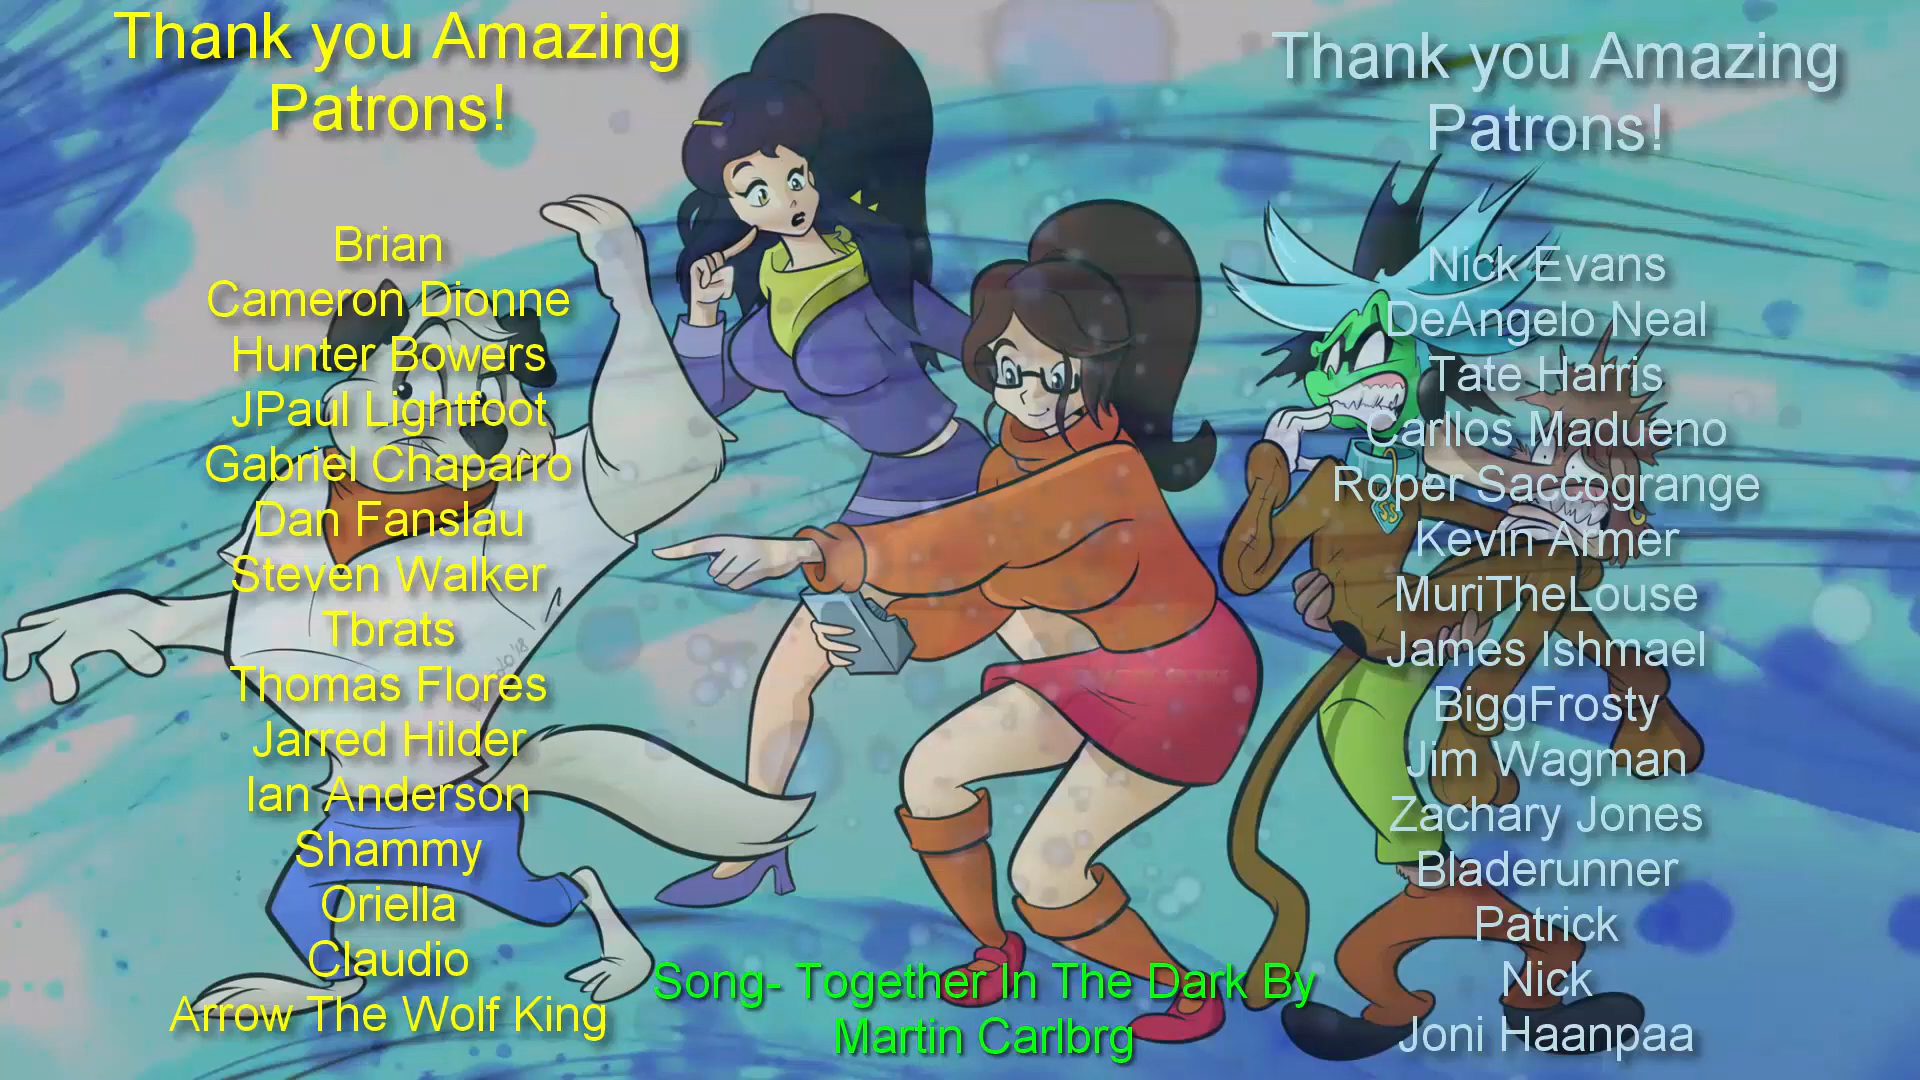 Thank you Amazing
Patrons!
Brian
Cameron Dionne
Hunter Bowers
JPaul Lightfoot
Gabriel Chaparro
Dan Fanslau
Steven Walker
Tbrats
Thomas Flores
Jarred Hilder
Ian Anderson
Shammy
Oriella
Claudio
Arrow The Wolf King
Thank you Amazing
Patrons!
Nick Evans
DeAngelo Neal
Tate Harris
Carllos Madueno
Roper Saccogrange
Kevin Armer
MuriTheLouse
James Ishmael
BiggFrosty
Jim Wagman
Zachary Jones
Bladerunner
Patrick
Nick
Joni Haanpaa
SS
Song- Together In The Dark By
Martin Carlbrg